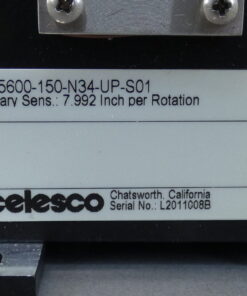 5600-150-N34-UP-S01
ary Sens.: 7.992 Inch per Rotation
celesco
Chatsworth, California
Serial No.: L2011008B